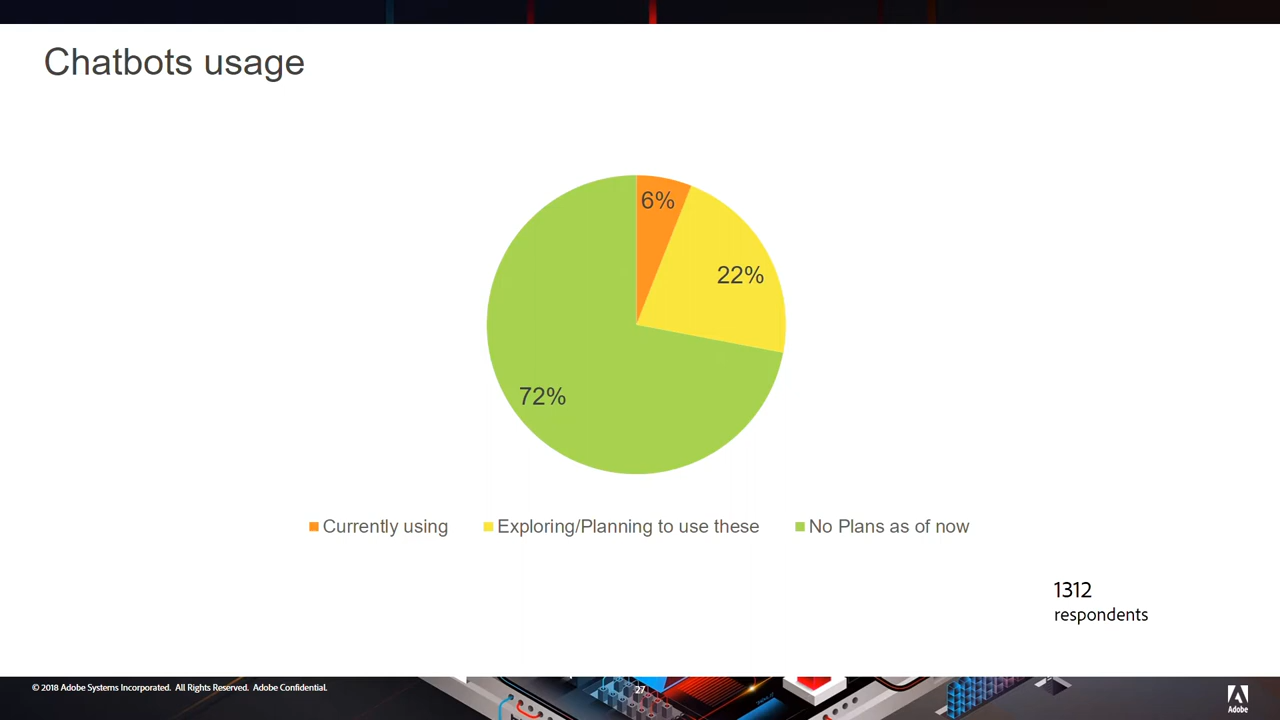 Chatbots usage
6%
22%
72%
Currently using
Exploring/Planning to use these
No Plans as of now
1312
respondents
© 2018 Adobe Systems Incorporated. All Rights Reserved. Adobe Confidential.
27
Adobe